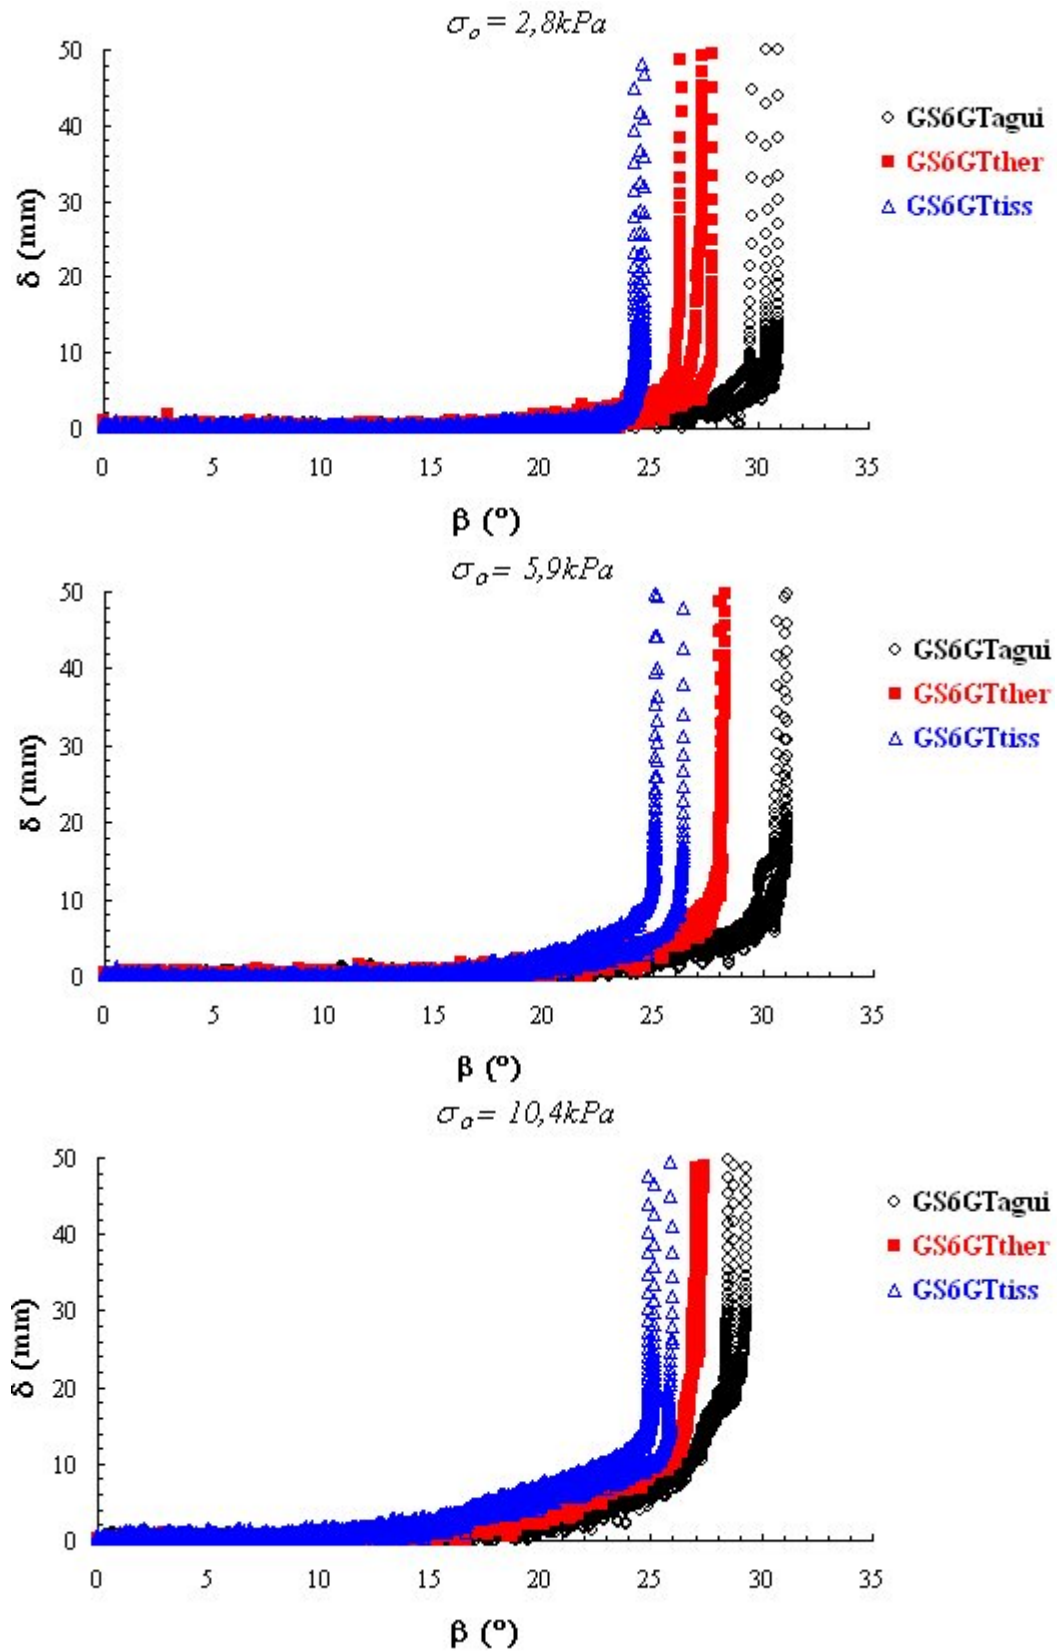 σo = 2,8kPa
50
40
30
20
10
0
δ (mm)
0 5 10 15 20 25 30 35
β (º)
GS6GTagui
GS6GTther
GS6GTtiss
σo = 5,9kPa
50
40
30
20
10
0
δ (mm)
0 5 10 15 20 25 30 35
β (º)
GS6GTagui
GS6GTther
GS6GTtiss
σo = 10,4kPa
50
40
30
20
10
0
δ (mm)
0 5 10 15 20 25 30 35
β (º)
GS6GTagui
GS6GTther
GS6GTtiss